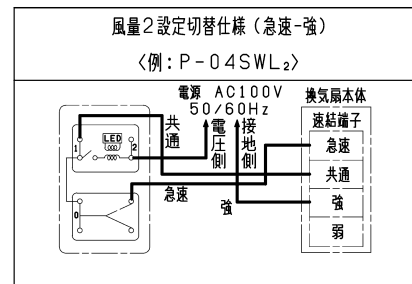 風量2設定切替仕様（急速-強）
〈例：P-04SWL₂〉
電源 AC100V
50/60Hz
換気扇本体
速結端子
急速
共通
強
弱
共通
電圧側
接地側
LED
1
2
0
急速
強